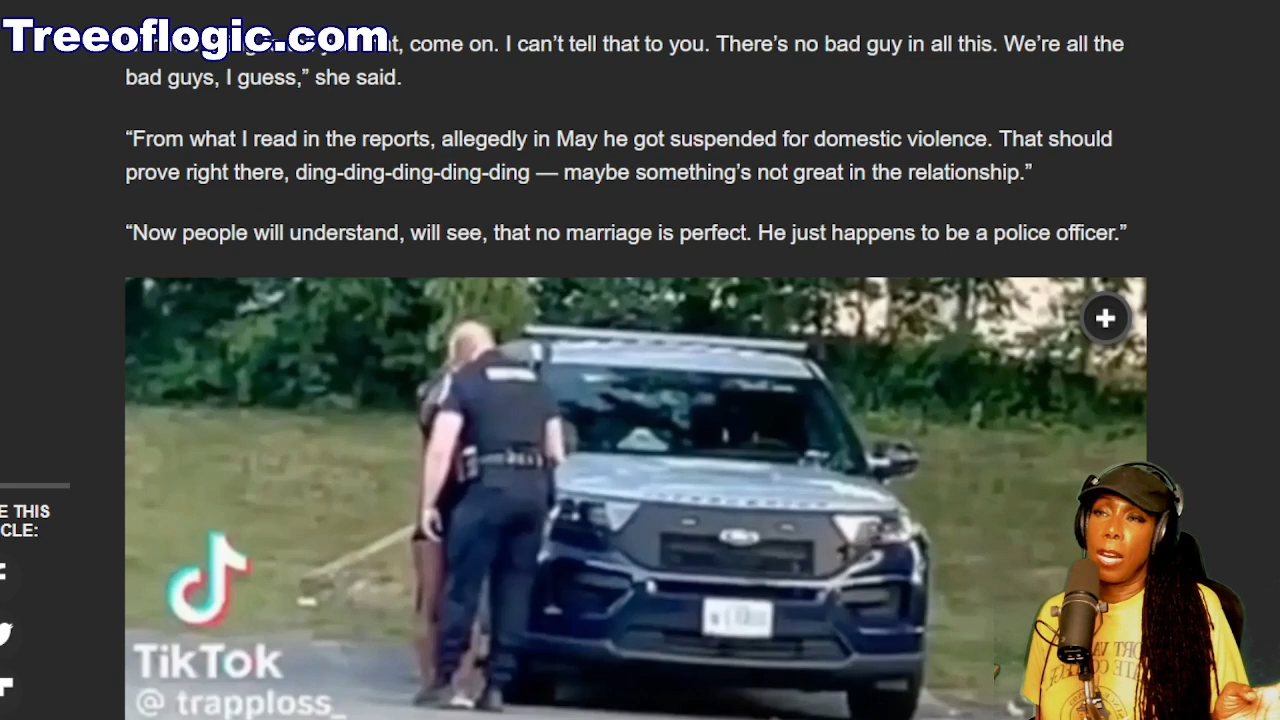 Treeoflogic.com
t, come on. I can’t tell that to you. There’s no bad guy in all this. We’re all the
bad guys, I guess,” she said.
“From what I read in the reports, allegedly in May he got suspended for domestic violence. That should
prove right there, ding-ding-ding-ding-ding — maybe something’s not great in the relationship.”
“Now people will understand, will see, that no marriage is perfect. He just happens to be a police officer.”
E THIS
CLE:
TikTok
@ trapploss_